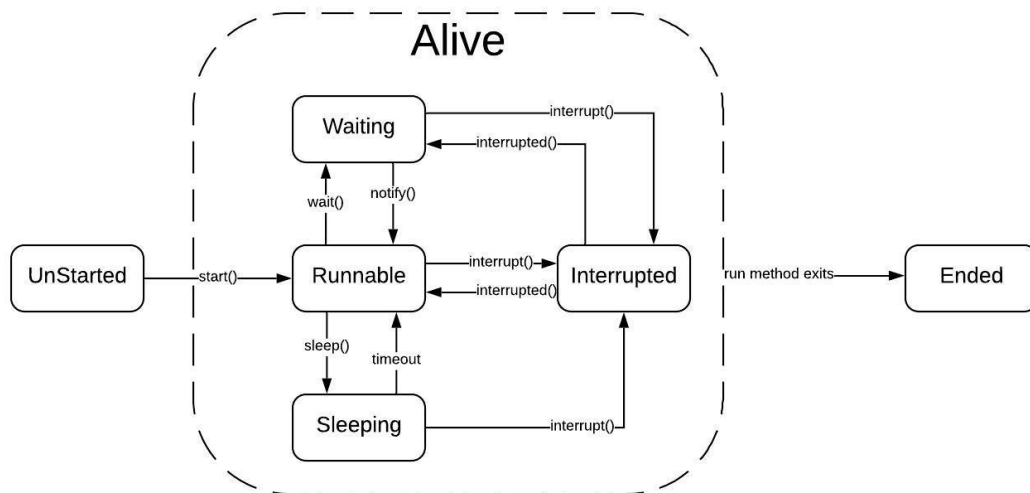 Alive
Waiting
interrupt()
interrupted()
wait()
notify()
UnStarted
start()
Runnable
interrupt()
interrupted()
Interrupted
run method exits
Ended
sleep()
timeout
Sleeping
interrupt()